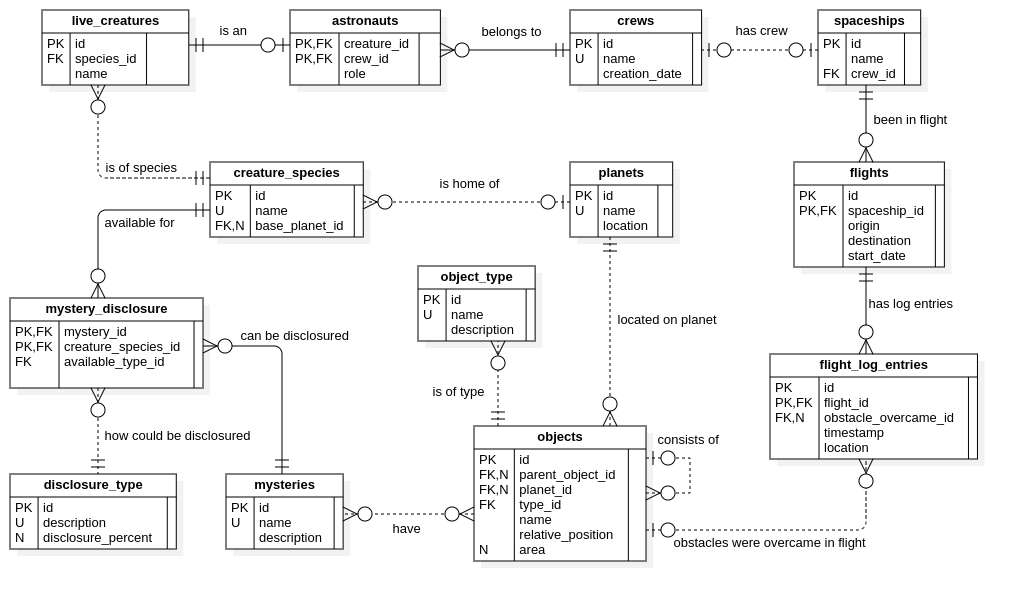 live_creatures
PK id
FK species_id
name
is an
astronauts
PK,FK creature_id
PK,FK crew_id
role
belongs to
crews
PK id
U name
creation_date
has crew
spaceships
PK id
name
FK crew_id
been in flight
is of species
creature_species
PK id
U name
FK,N base_planet_id
is home of
planets
PK id
U name
location
flights
PK id
PK,FK spaceship_id
origin
destination
start_date
available for
object_type
PK id
U name
description
mystery_disclosure
PK,FK mystery_id
PK,FK creature_species_id
FK available_type_id
can be disclosured
located on planet
has log entries
flight_log_entries
PK id
PK,FK flight_id
FK,N obstacle_overcame_id
timestamp
location
is of type
how could be disclosured
objects
PK id
FK,N parent_object_id
FK,N planet_id
FK type_id
name
relative_position
N area
consists of
disclosure_type
PK id
U description
N disclosure_percent
mysteries
PK id
U name
description
have
obstacles were overcame in flight